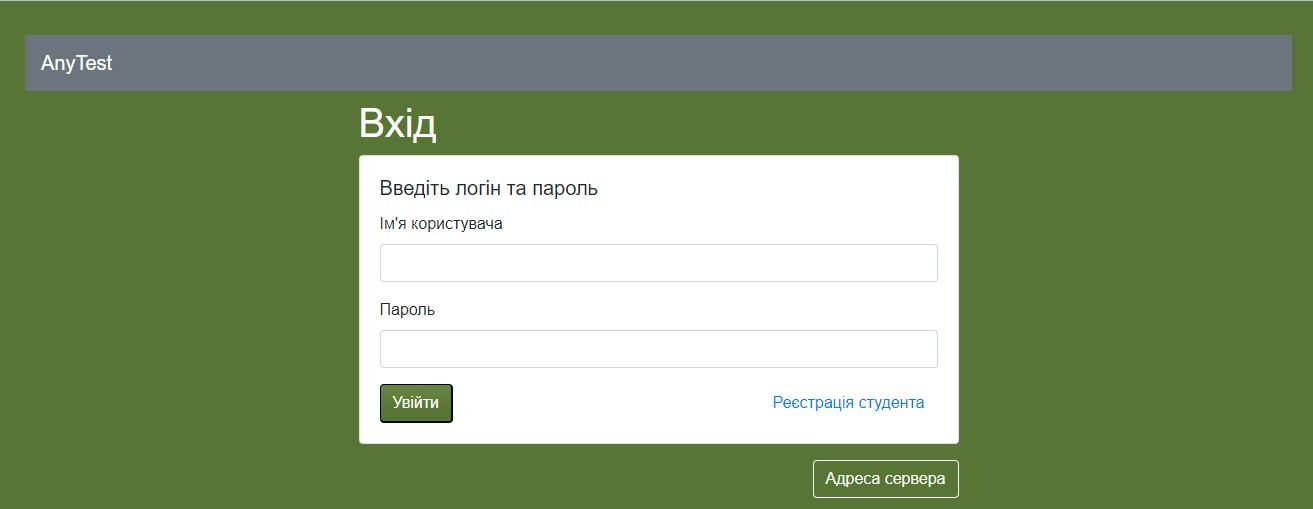 AnyTest
Вхід
Введіть логін та пароль
Ім'я користувача
Пароль
Увійти
Реєстрація студента
Адреса сервера